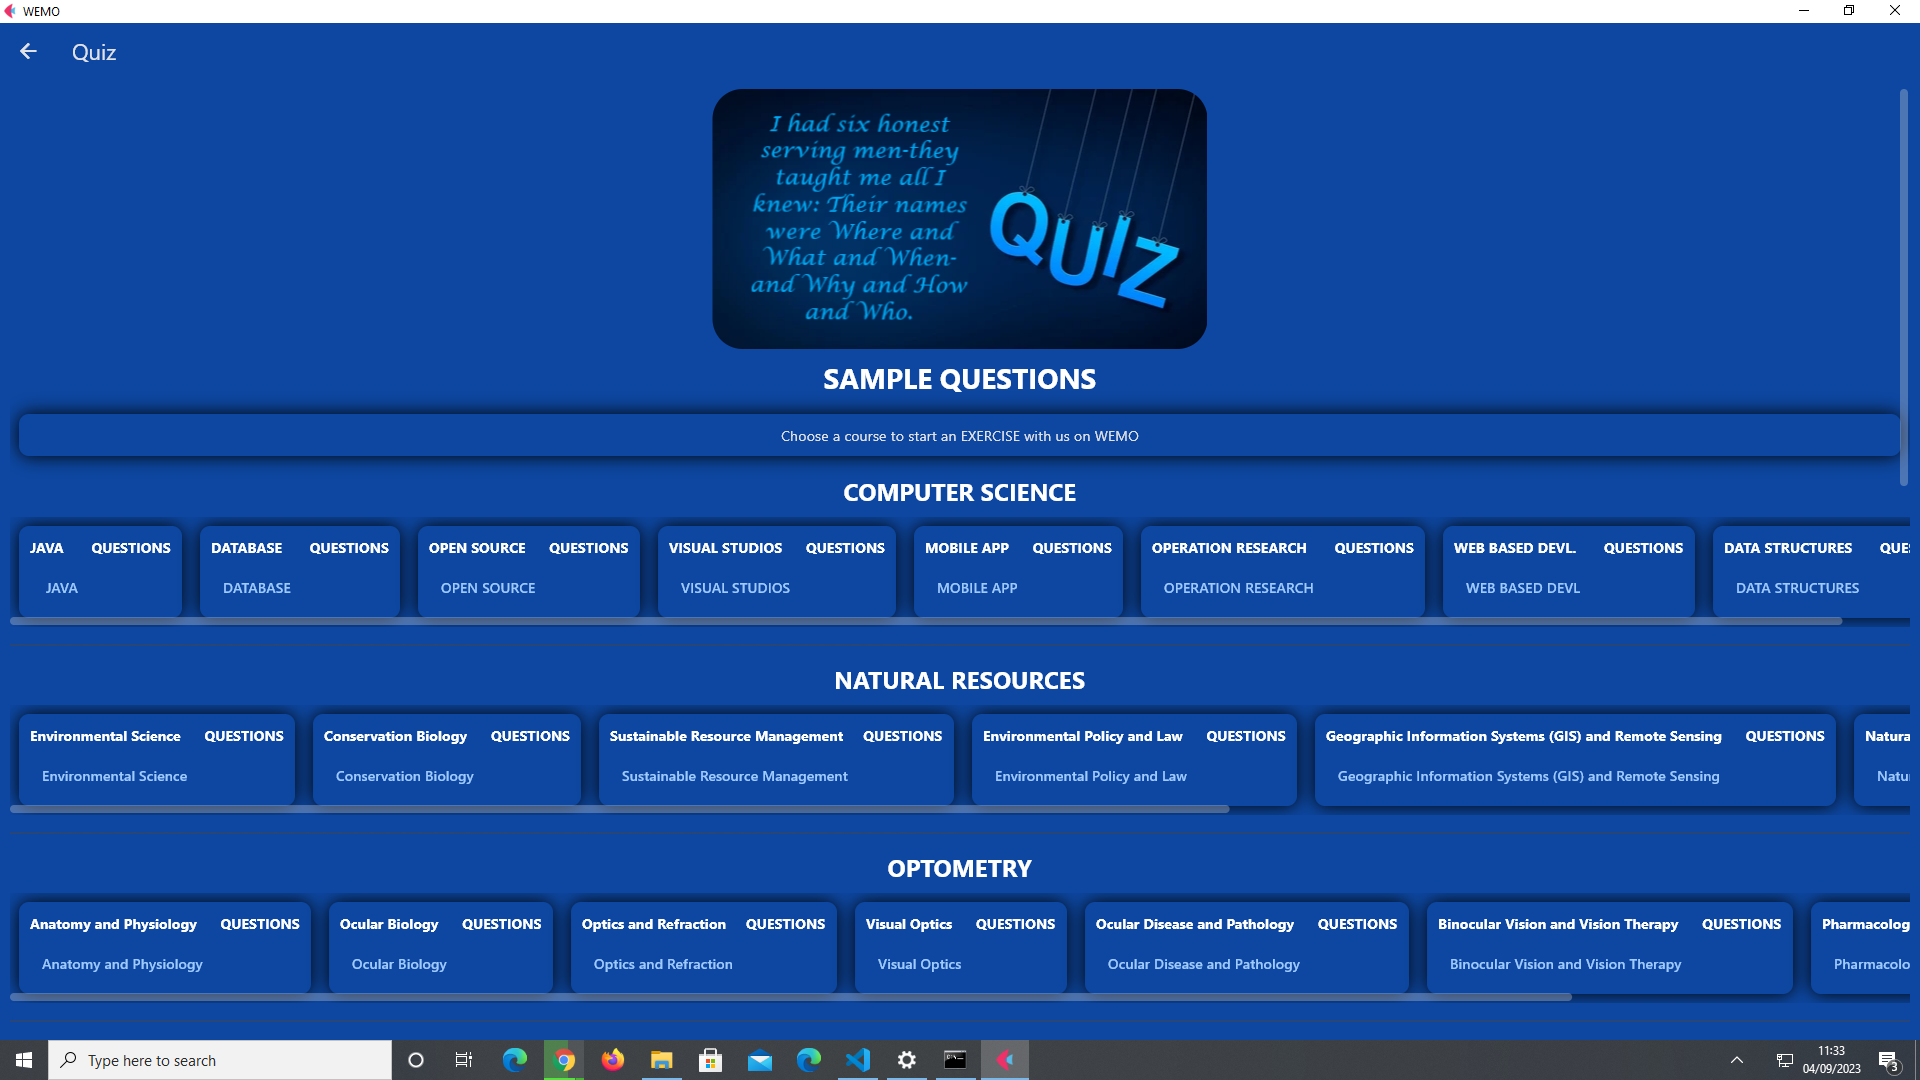 WEMO
Quiz
I had six honest
serving men-they
taught me all I
knew: Their names
were Where and
What and When-
and Why and How
and Who.
QUIZ
SAMPLE QUESTIONS
Choose a course to start an EXERCISE with us on WEMO
COMPUTER SCIENCE
JAVA QUESTIONS DATABASE QUESTIONS OPEN SOURCE QUESTIONS VISUAL STUDIOS QUESTIONS MOBILE APP QUESTIONS OPERATION RESEARCH QUESTIONS WEB BASED DEVL. QUESTIONS DATA STRUCTURES QUES
JAVA DATABASE OPEN SOURCE VISUAL STUDIOS MOBILE APP OPERATION RESEARCH WEB BASED DEVL DATA STRUCTURES
NATURAL RESOURCES
Environmental Science QUESTIONS Conservation Biology QUESTIONS Sustainable Resource Management QUESTIONS Environmental Policy and Law QUESTIONS Geographic Information Systems (GIS) and Remote Sensing QUESTIONS Natura
Environmental Science Conservation Biology Sustainable Resource Management Environmental Policy and Law Geographic Information Systems (GIS) and Remote Sensing Natu
OPTOMETRY
Anatomy and Physiology QUESTIONS Ocular Biology QUESTIONS Optics and Refraction QUESTIONS Visual Optics QUESTIONS Ocular Disease and Pathology QUESTIONS Binocular Vision and Vision Therapy QUESTIONS Pharmacolog
Anatomy and Physiology Ocular Biology Optics and Refraction Visual Optics Ocular Disease and Pathology Binocular Vision and Vision Therapy Pharmacolo
Type here to search
11:33
04/09/2023
3